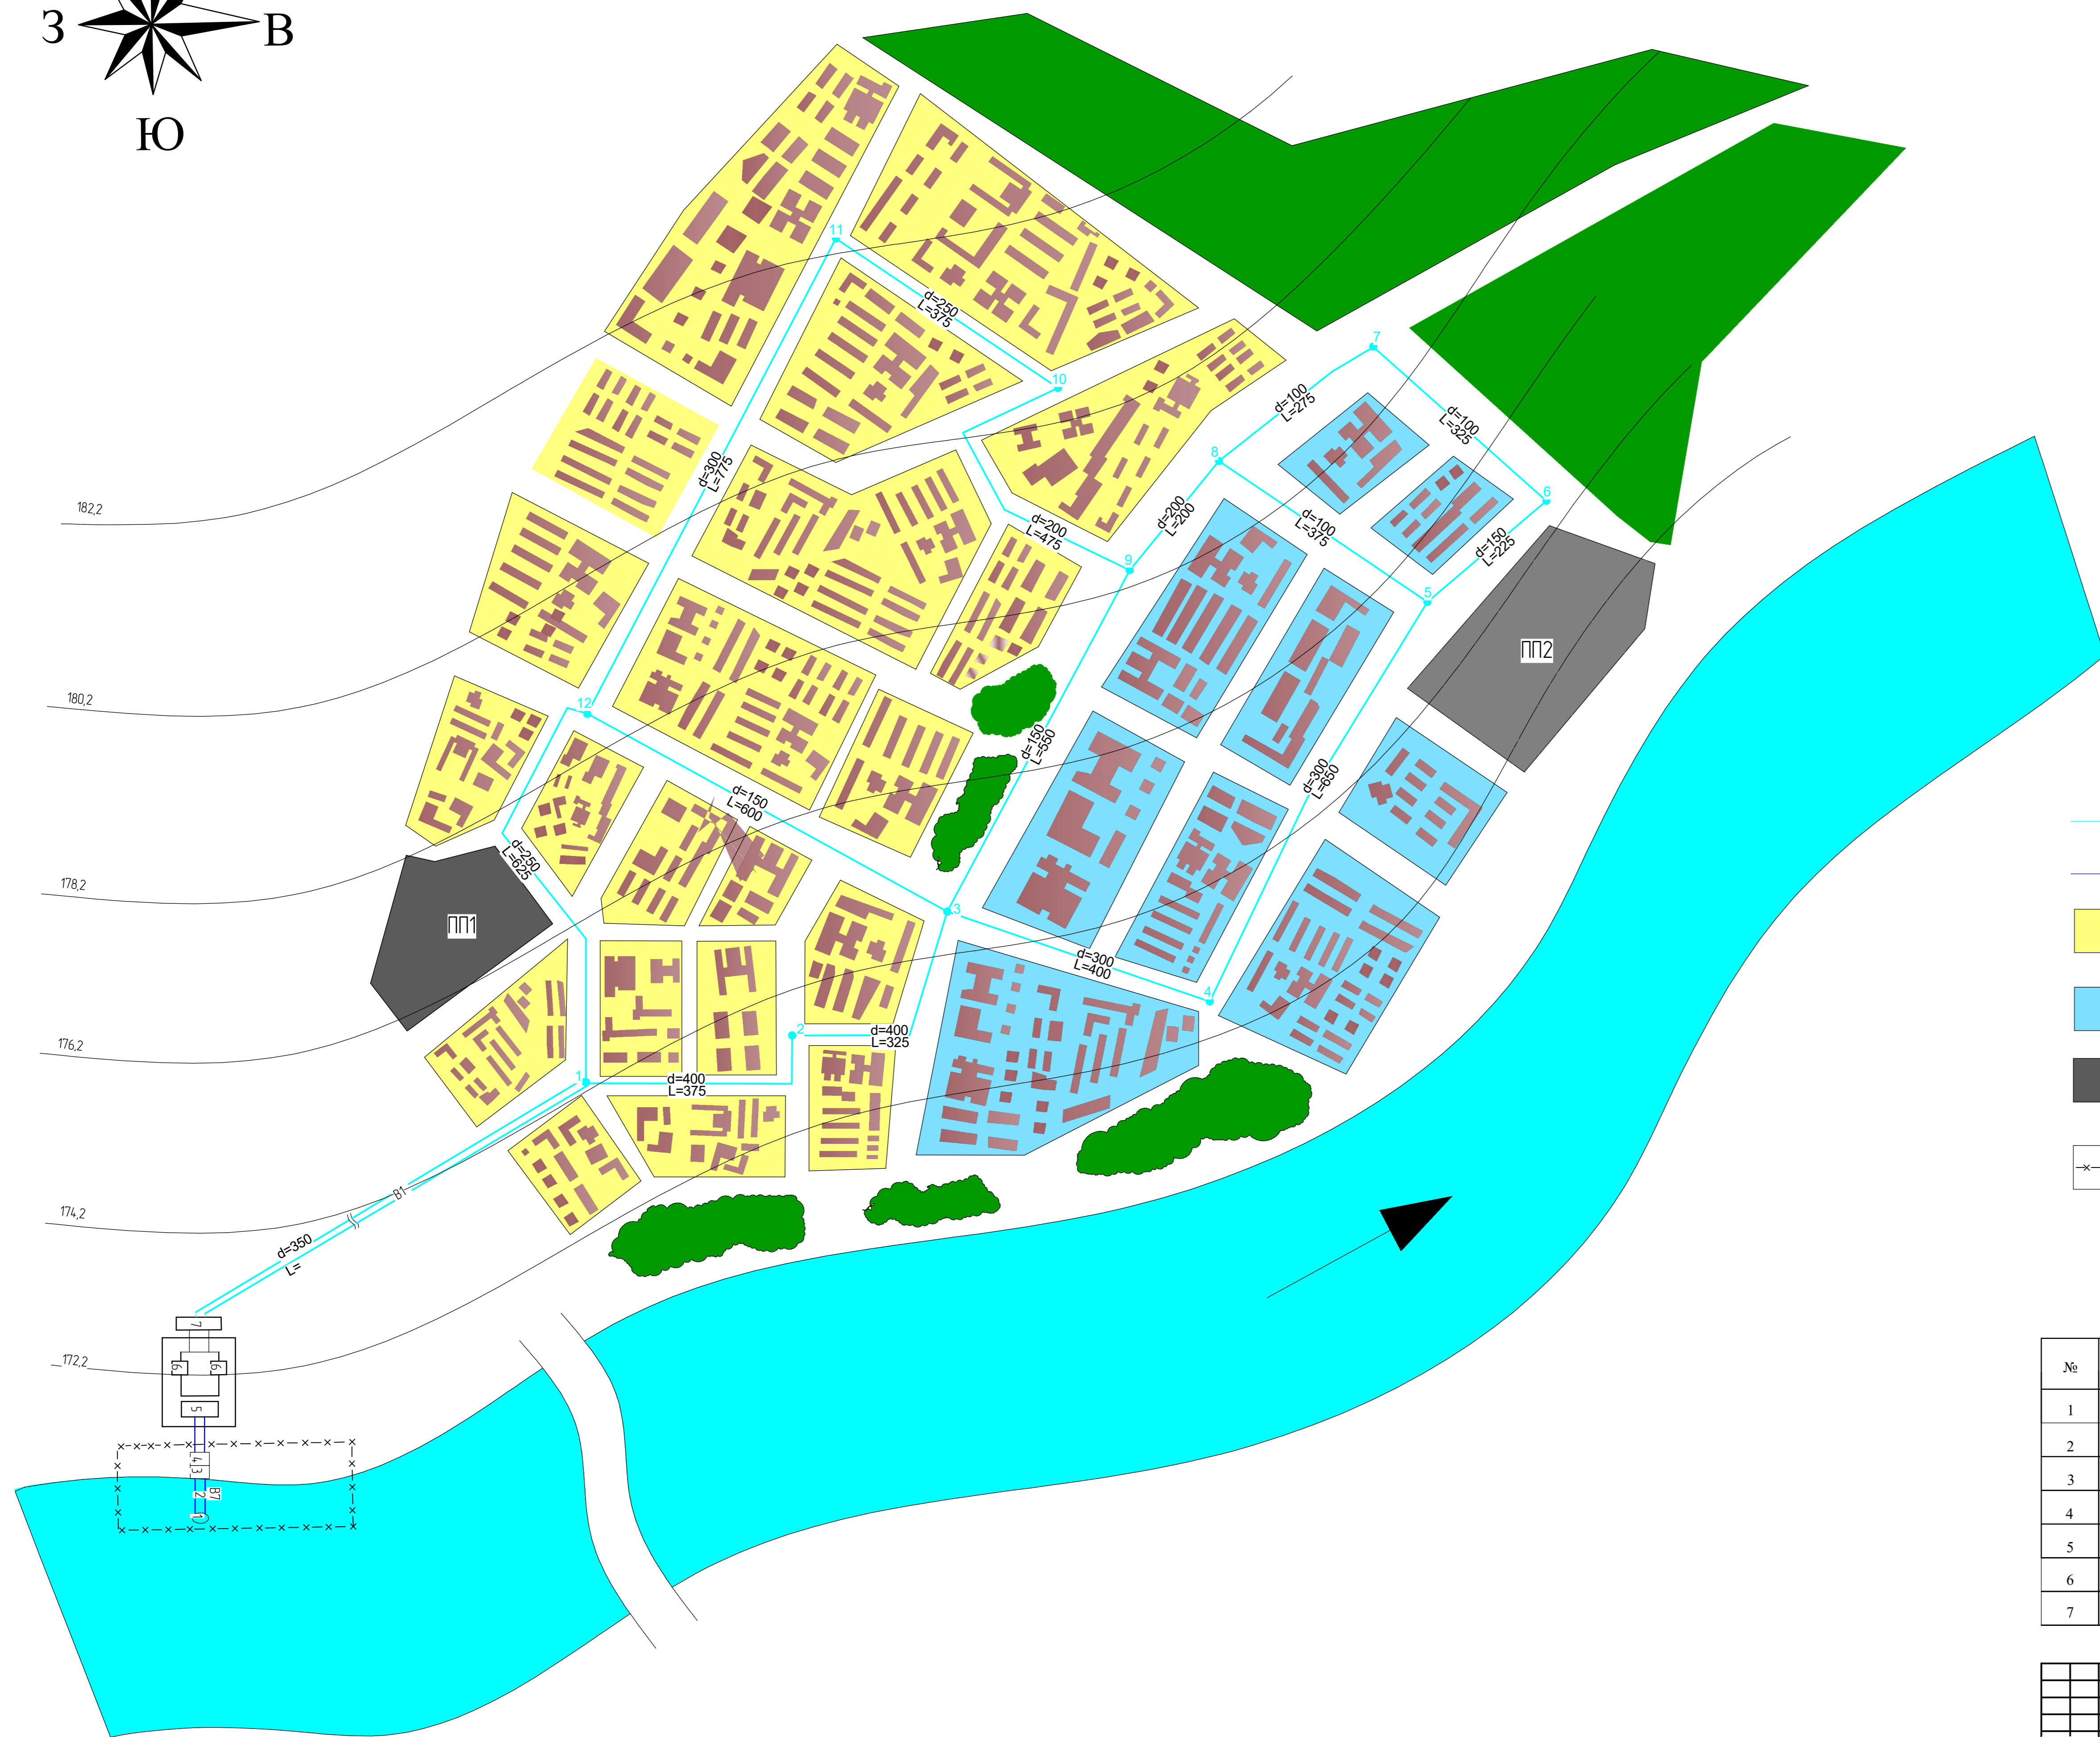 З
В
Ю
11
d=250
L=375
10
7
d=100
L=275
d=100
L=325
8
6
d=300
L=775
182,2
d=200
L=475
d=200
L=200
d=100
L=375
d=150
L=225
9
5
ПП2
180,2
12
d=150
L=550
d=300
L=650
d=150
L=600
d=250
L=625
178,2
ПП1
3
d=300
L=400
4
2
d=400
L=325
176,2
1
d=400
L=375
В1
174,2
d=350
L=
7
172,2
6
6
5
4
3
2
В7
1
№
1
2
3
4
5
6
7